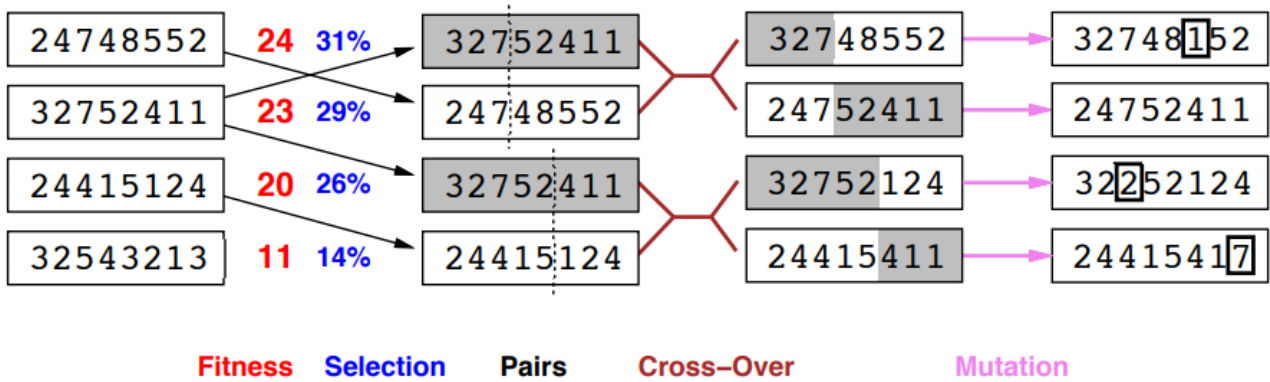 24748552 24 31% 32752411 32748552 32748152
32752411 23 29% 24748552 24752411 24752411
24415124 20 26% 32752411 32752124 32252124
32543213 11 14% 24415124 24415411 24415417
Fitness Selection Pairs Cross–Over Mutation